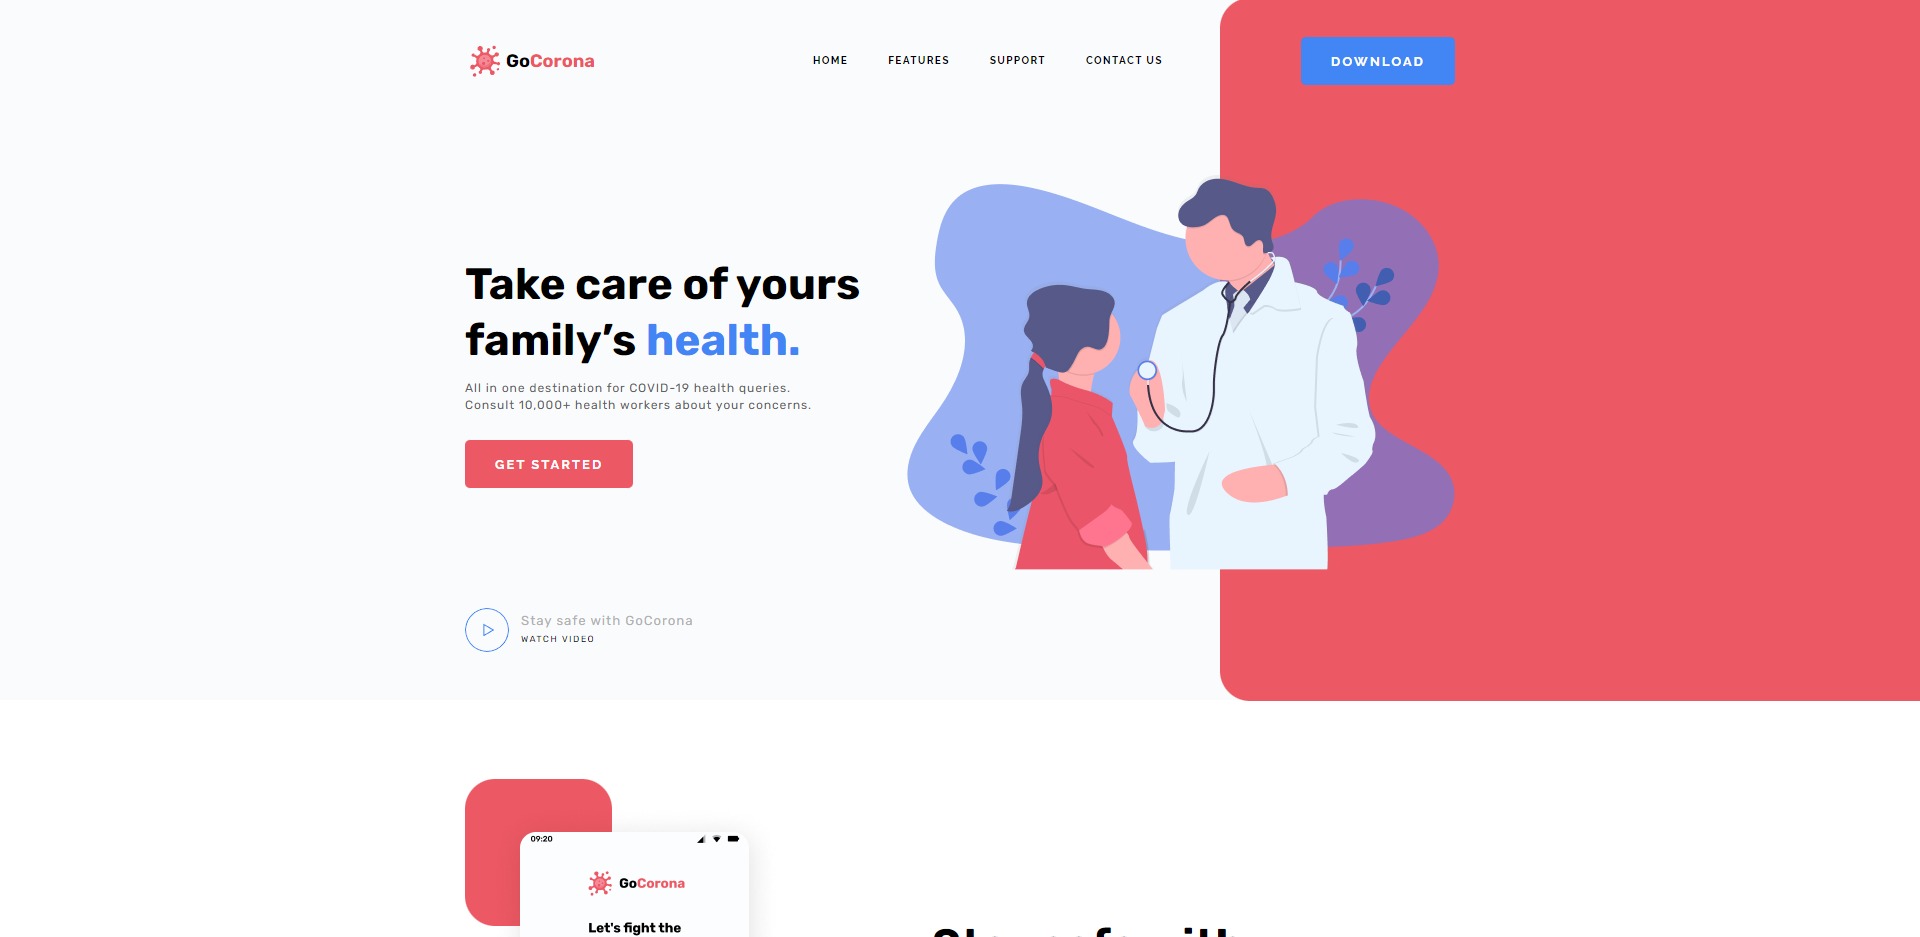 GoCorona
HOME FEATURES SUPPORT CONTACT US
DOWNLOAD
Take care of yours
family’s health.
All in one destination for COVID-19 health queries.
Consult 10,000+ health workers about your concerns.
GET STARTED
Stay safe with GoCorona
WATCH VIDEO
09:20
GoCorona
Let's fight the